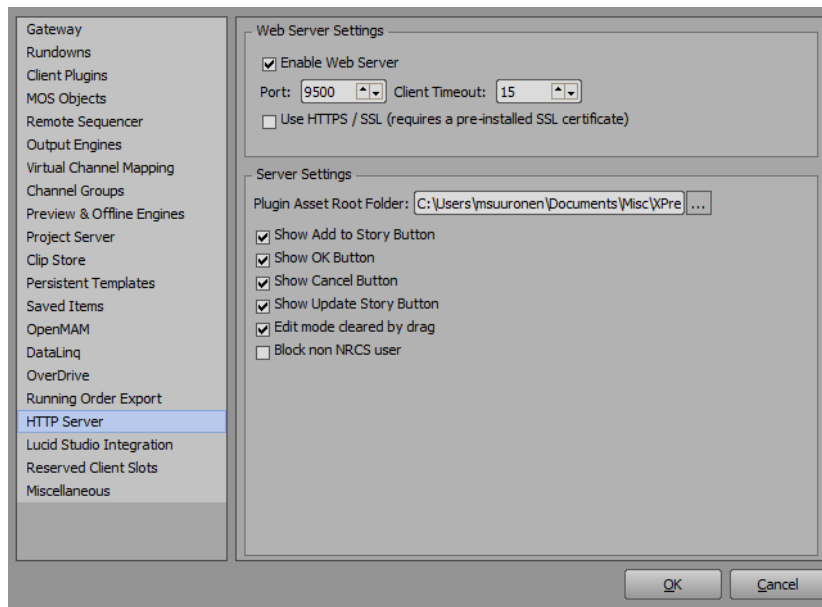 Gateway
Rundowns
Client Plugins
MOS Objects
Remote Sequencer
Output Engines
Virtual Channel Mapping
Channel Groups
Preview & Offline Engines
Project Server
Clip Store
Persistent Templates
Saved Items
OpenMAM
DataLinq
OverDrive
Running Order Export
HTTP Server
Lucid Studio Integration
Reserved Client Slots
Miscellaneous
Web Server Settings
Enable Web Server
Port: 9500 Client Timeout: 15
Use HTTPS / SSL (requires a pre-installed SSL certificate)
Server Settings
Plugin Asset Root Folder: C:\Users\msuuronen\Documents\Misc\XPre ...
Show Add to Story Button
Show OK Button
Show Cancel Button
Show Update Story Button
Edit mode cleared by drag
Block non NRCS user
OK Cancel